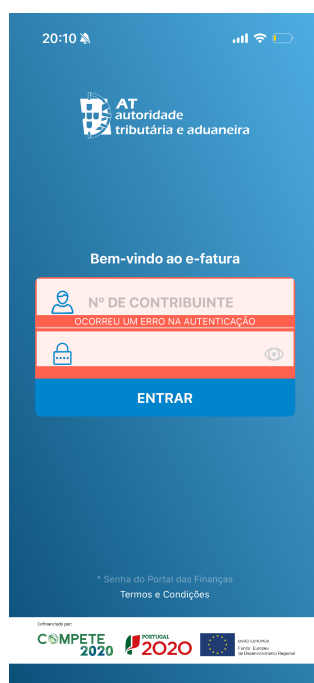 20:10
AT
autoridade
tributária e aduaneira
Bem-vindo ao e-fatura
Nº DE CONTRIBUINTE
OCORREU UM ERRO NA AUTENTICAÇÃO
ENTRAR
* Senha do Portal das Finanças
Termos e Condições
Cofinanciado por:
COMPETE
2020
PORTUGAL
2020
UNIÃO EUROPEIA
Fundo Europeu
de Desenvolvimento Regional